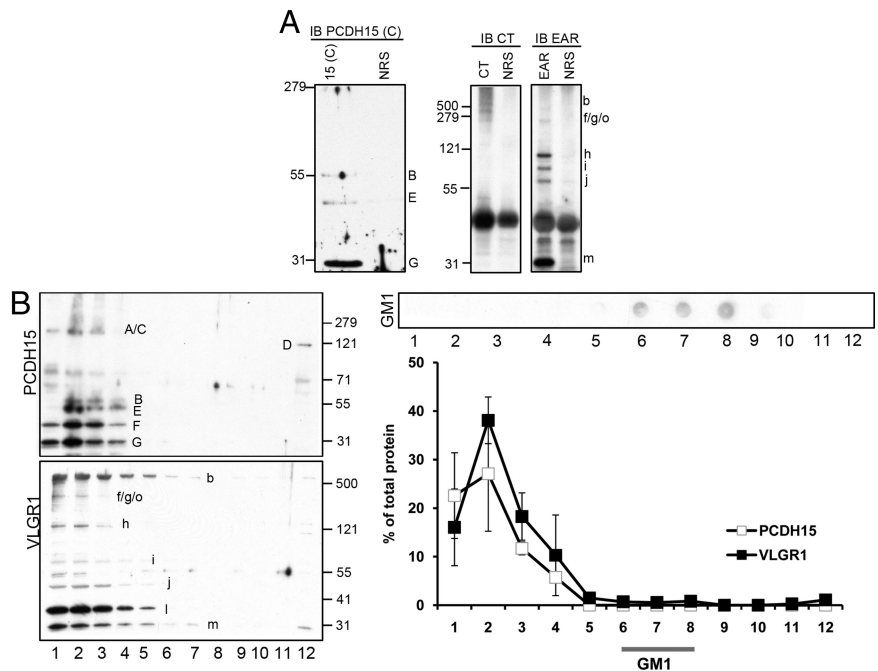 A
IB PCDH15 (C)
IB CT
IB EAR
15 (C)
NRS
CT
NRS
EAR
NRS
279
55
31
B
E
G
500
279
121
55
31
b
f/g/o
h
i
j
m
B
PCDH15
A/C
D
B
E
F
G
279
121
71
55
31
VLGR1
b
f/g/o
h
i
j
l
m
500
121
55
41
31
1 2 3 4 5 6 7 8 9 10 11 12
GM1
1 2 3 4 5 6 7 8 9 10 11 12
% of total protein
50
40
30
20
10
0
PCDH15
VLGR1
1 2 3 4 5 6 7 8 9 10 11 12
GM1